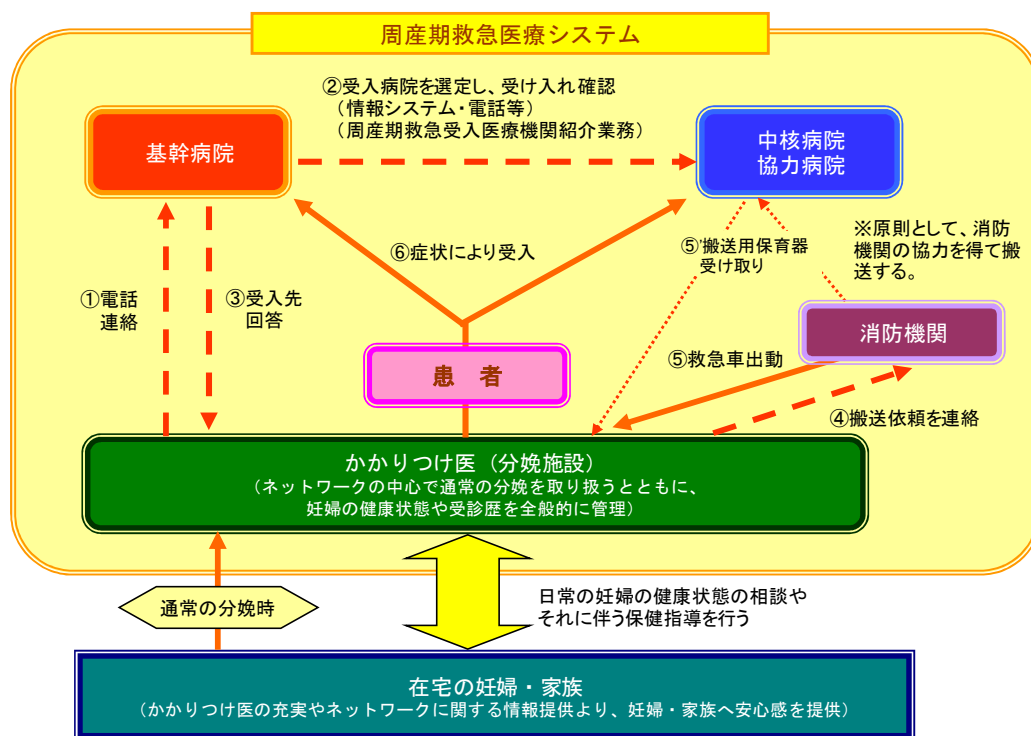 周産期救急医療システム
②受入病院を選定し、受け入れ確認
（情報システム・電話等）
（周産期救急受入医療機関紹介業務）
基幹病院
中核病院
協力病院
①電話
連絡
③受入先
回答
⑥症状により受入
⑤'搬送用保育器
受け取り
※原則として、消防
機関の協力を得て搬
送する。
消防機関
患 者
⑤救急車出動
④搬送依頼を連絡
かかりつけ医（分娩施設）
（ネットワークの中心で通常の分娩を取り扱うとともに、
妊婦の健康状態や受診歴を全般的に管理）
通常の分娩時
日常の妊婦の健康状態の相談や
それに伴う保健指導を行う
在宅の妊婦・家族
（かかりつけ医の充実やネットワークに関する情報提供より、妊婦・家族へ安心感を提供）